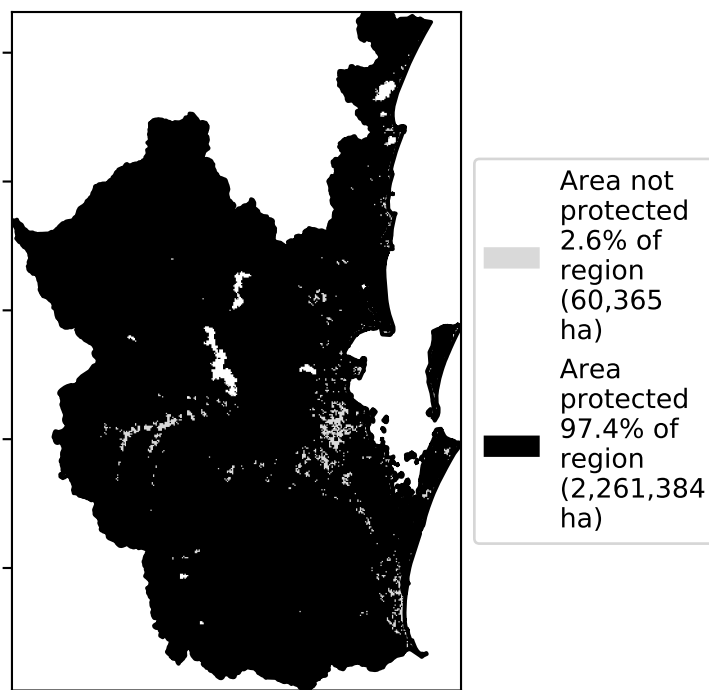 Area not
protected
2.6% of
region
(60,365
ha)
Area
protected
97.4% of
region
(2,261,384
ha)